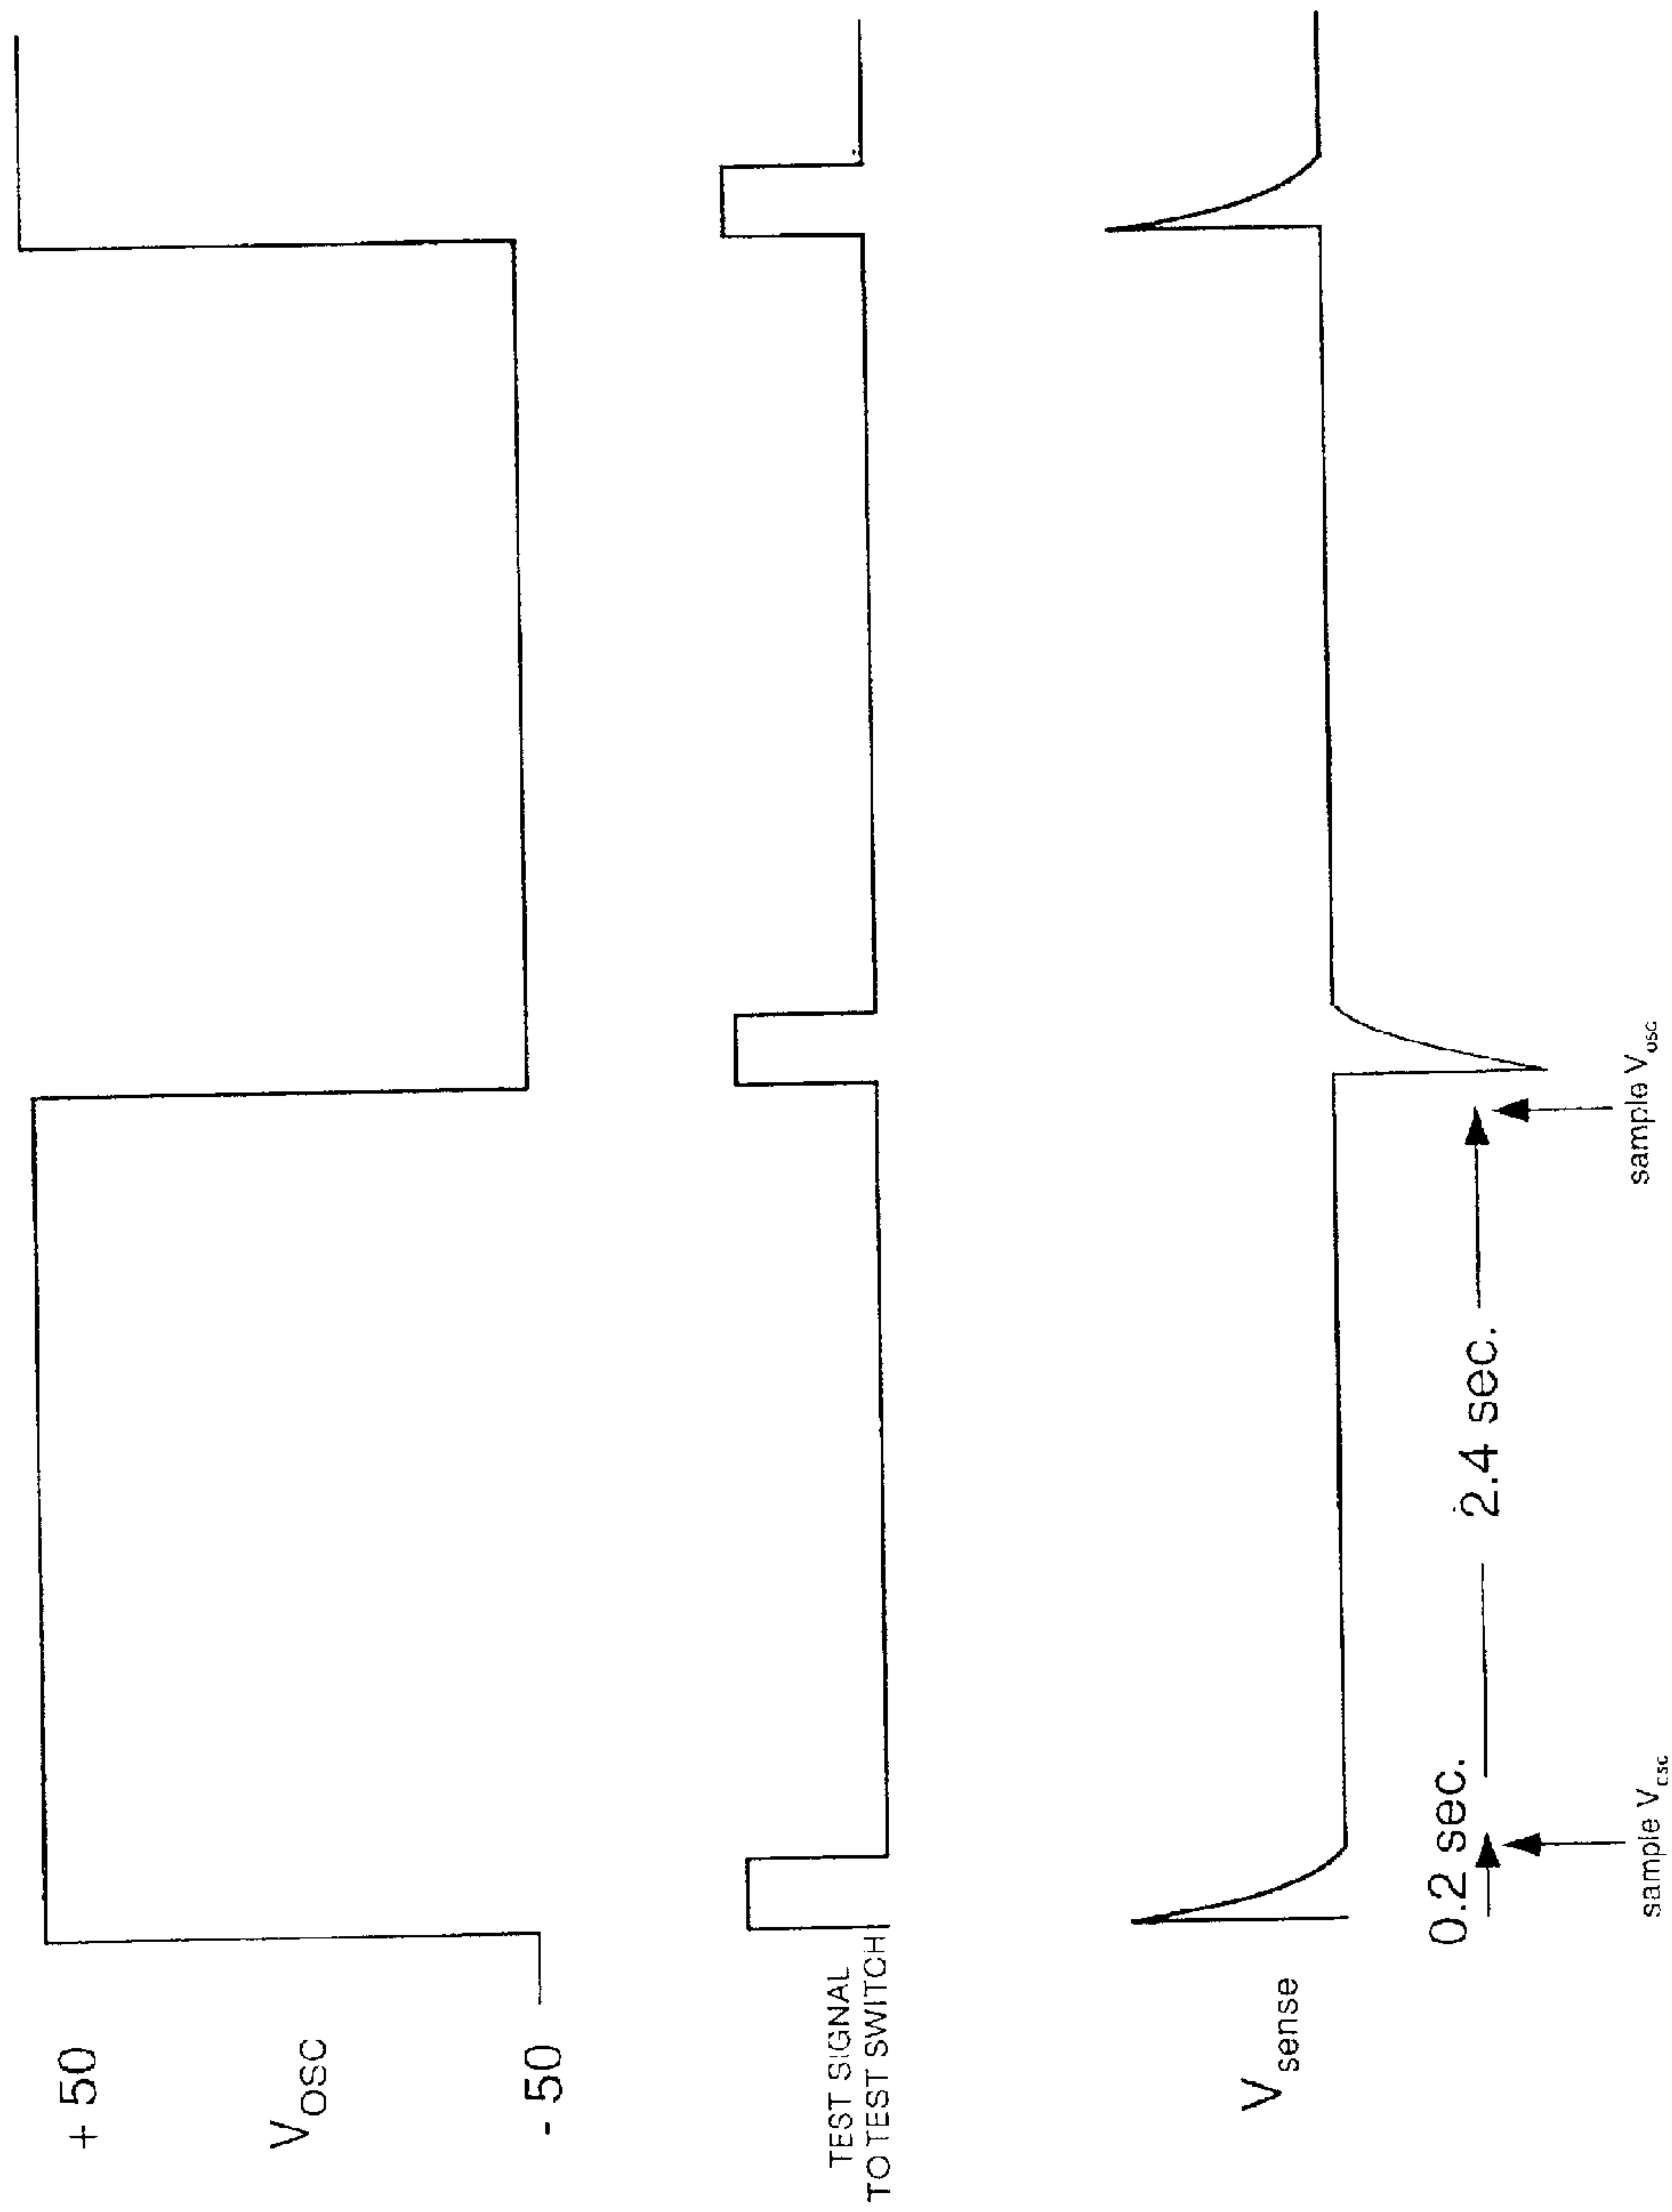 + 50
VOSC
- 50
TEST SIGNAL
TO TEST SWITCH
Vsense
0.2 sec.
2.4 sec.
sample Vosc
sample Vosc